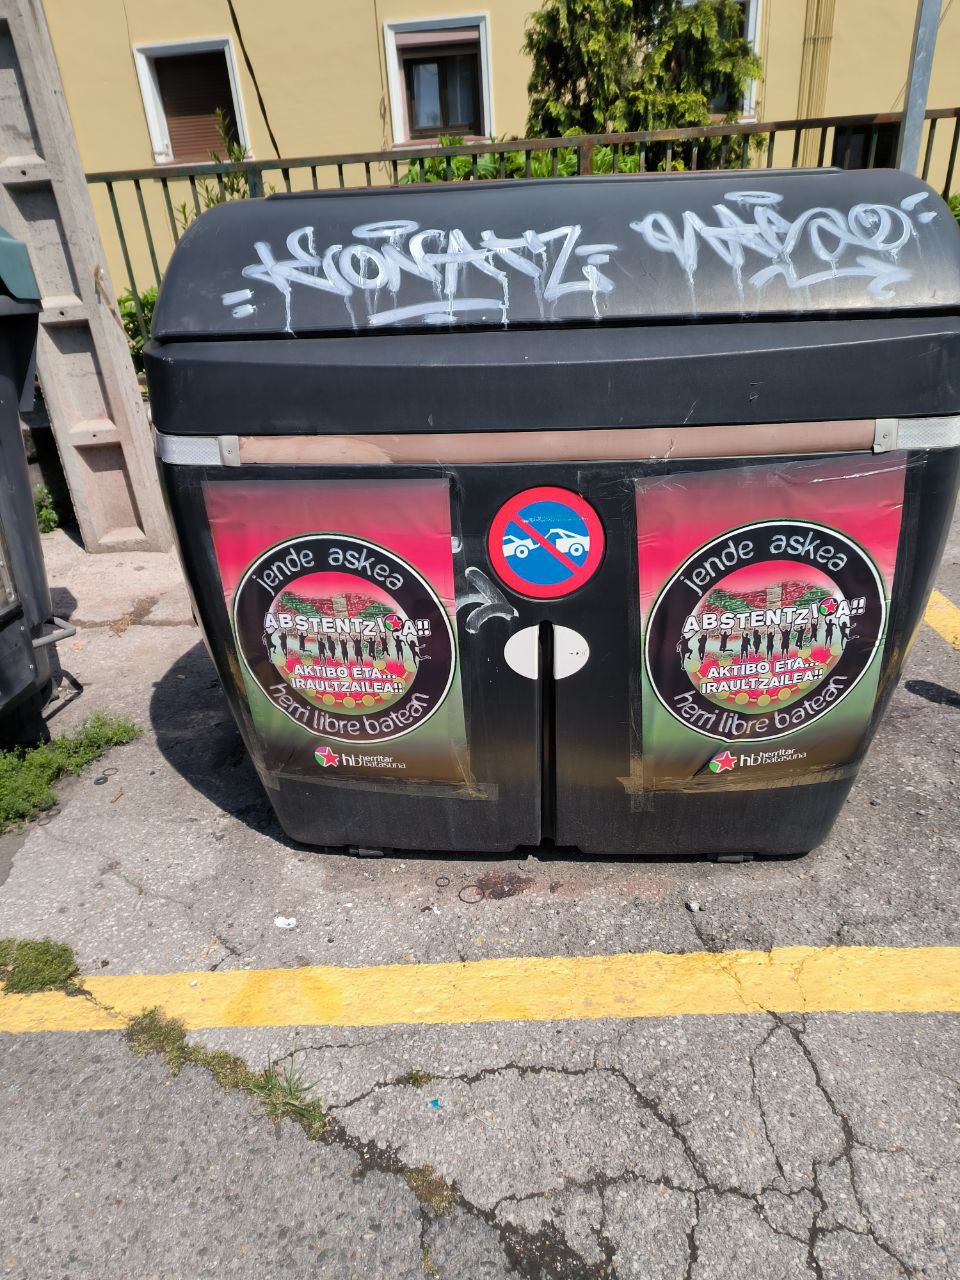 jende askea
ABSTENTZIOA!!
AKTIBO ETA...
IRAULTZAILEA!!
herri libre batean
hb herritar
batasuna
jende askea
ABSTENTZIOA!!
AKTIBO ETA...
IRAULTZAILEA!!
herri libre batean
hb herritar
batasuna